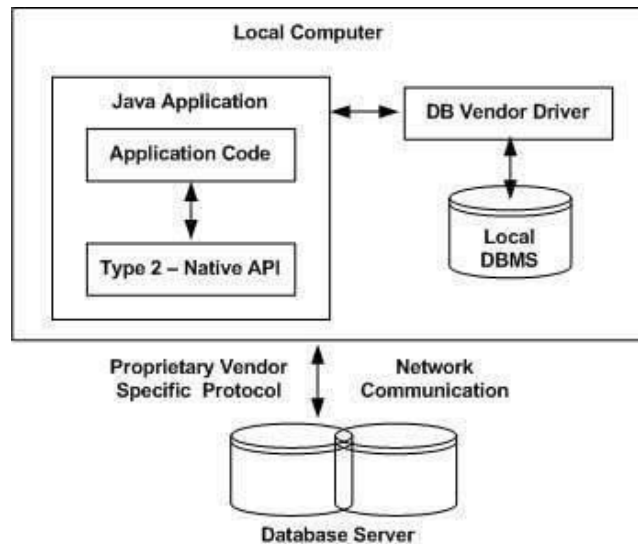 Local Computer
Java Application
Application Code
Type 2 – Native API
DB Vendor Driver
Local
DBMS
Proprietary Vendor
Specific Protocol
Network
Communication
Database Server